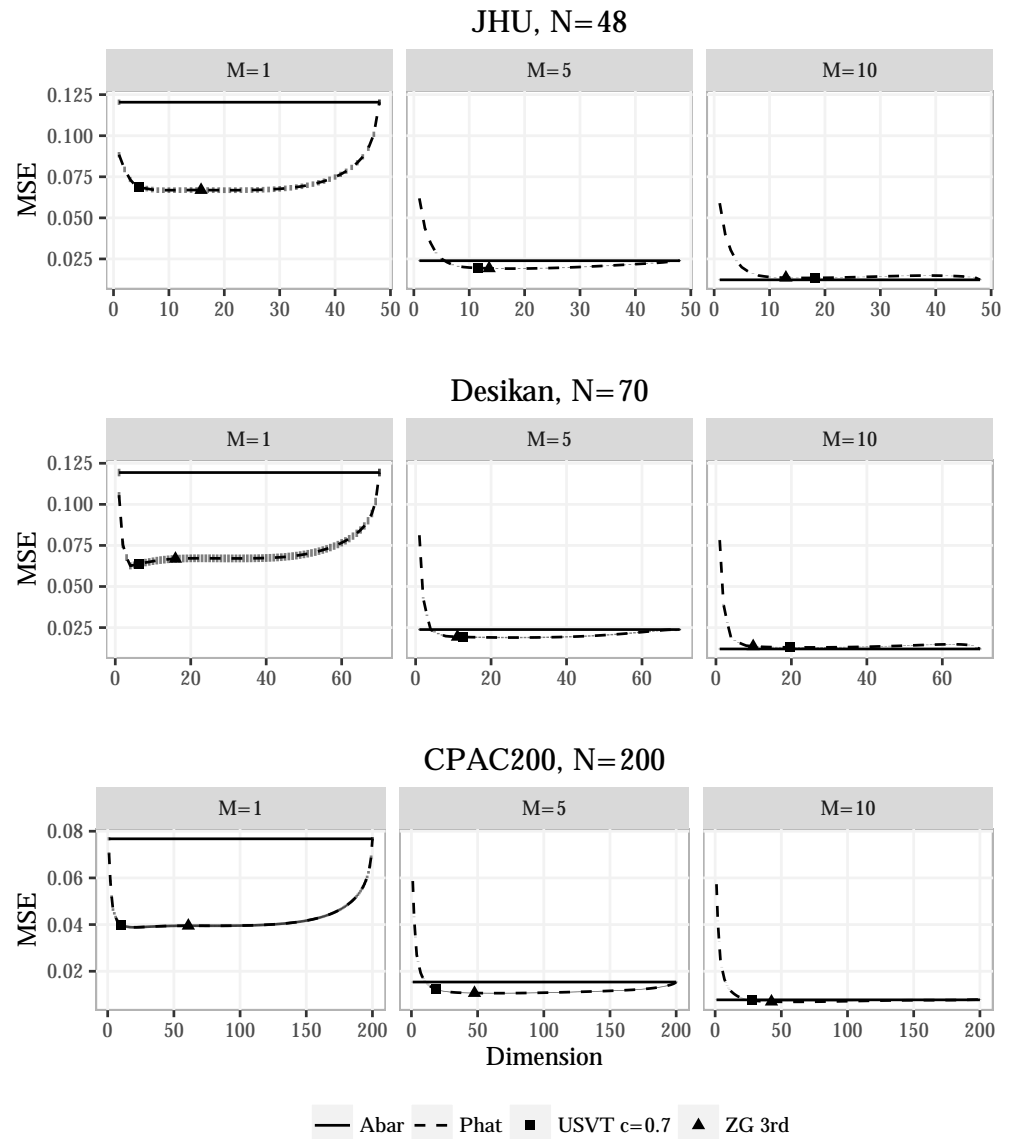 JHU, N=48
M=1 M=5 M=10
MSE
0.125
0.100
0.075
0.050
0.025
0 10 20 30 40 50 0 10 20 30 40 50 0 10 20 30 40 50
Desikan, N=70
M=1 M=5 M=10
MSE
0.125
0.100
0.075
0.050
0.025
0 20 40 60 0 20 40 60 0 20 40 60
CPAC200, N=200
M=1 M=5 M=10
MSE
0.08
0.06
0.04
0.02
0 50 100 150 200 0 50 100 150 200 0 50 100 150 200
Dimension
Abar Phat USVT c=0.7 ZG 3rd